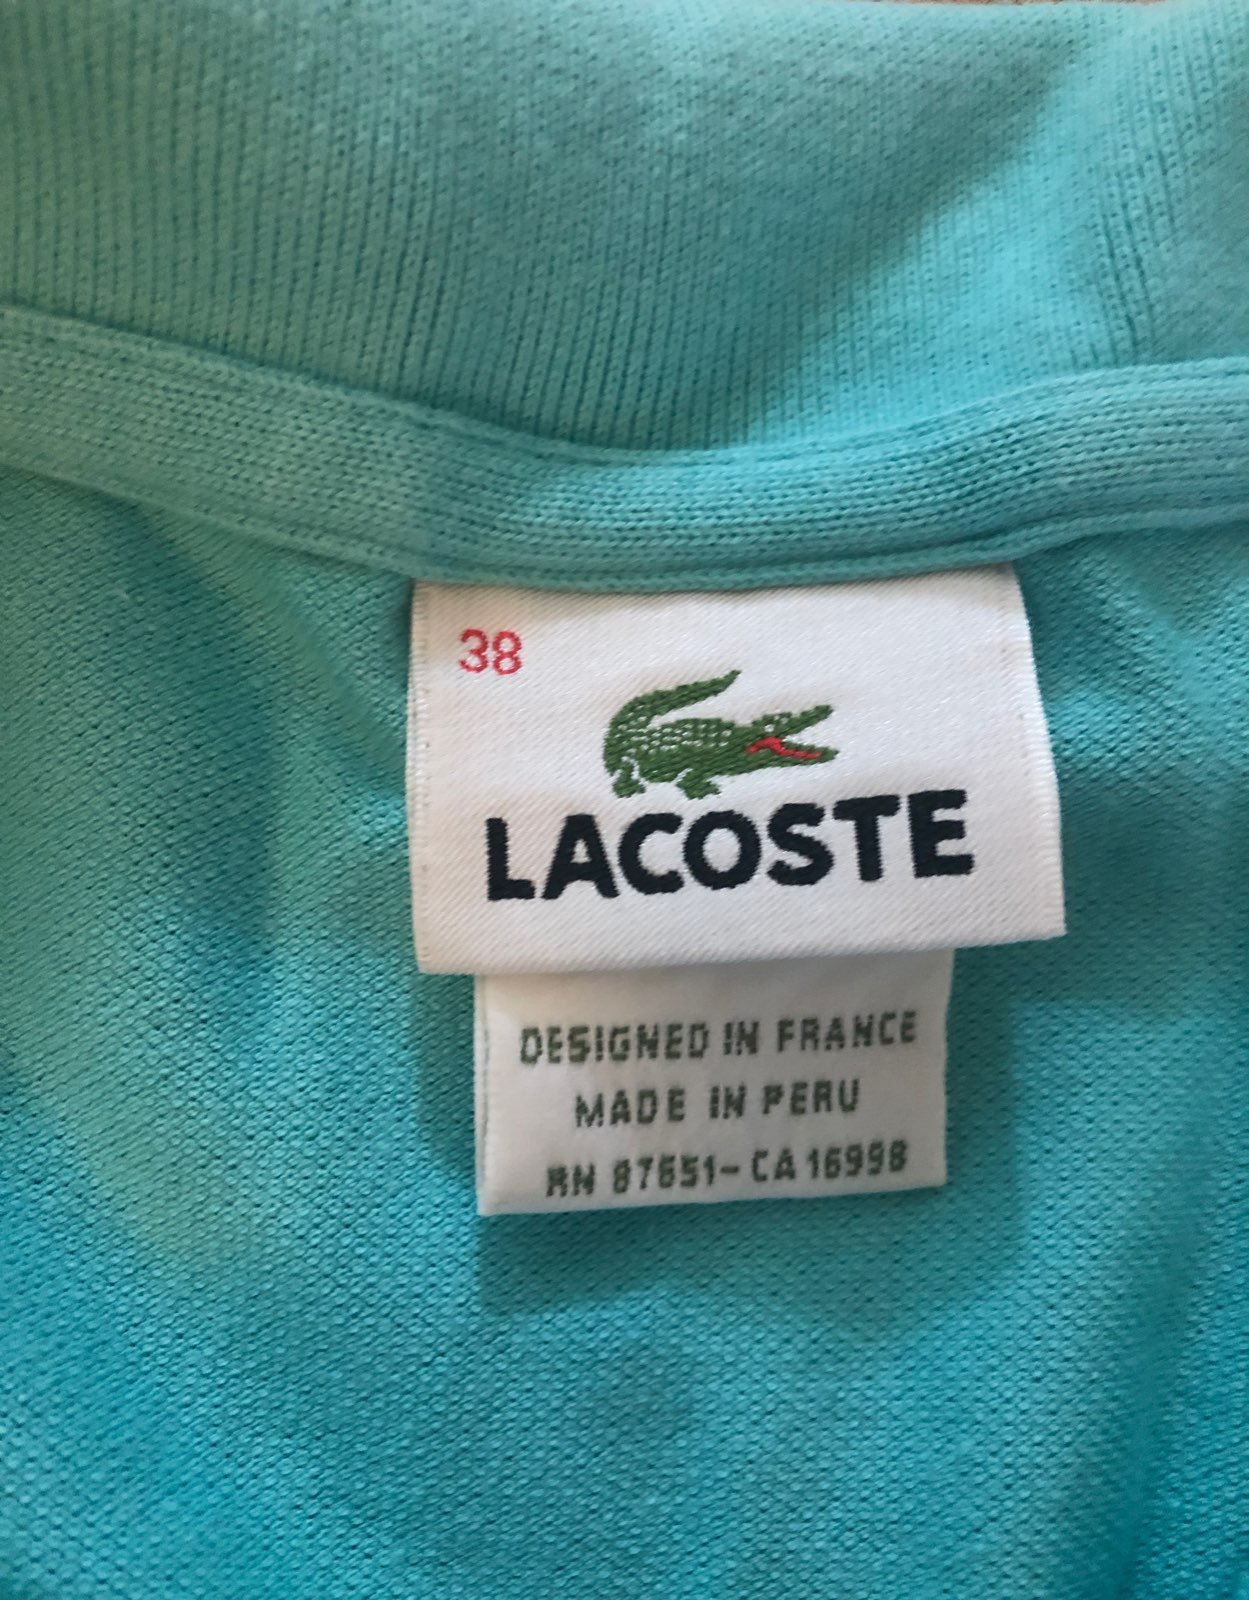 38
LACOSTE
DESIGNED IN FRANCE
MADE IN PERU
RN 87651-CA 16998